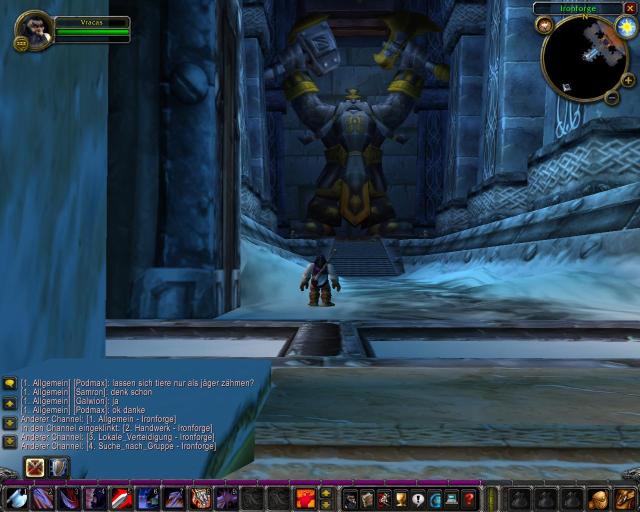 Vracas
Ironforge
N
[1. Allgemein] [Podmax]: lassen sich tiere nur als jäger zähmen?
[1. Allgemein] [Samron]: denk schon
[1. Allgemein] [Galwion]: ja
[1. Allgemein] [Podmax]: ok danke
Anderer Channel: [1. Allgemein - Ironforge]
In den Channel eingeklinkt: [2. Handwerk - Ironforge]
Anderer Channel: [3. Lokale_Verteidigung - Ironforge]
Anderer Channel: [4. Suche_nach_Gruppe - Ironforge]